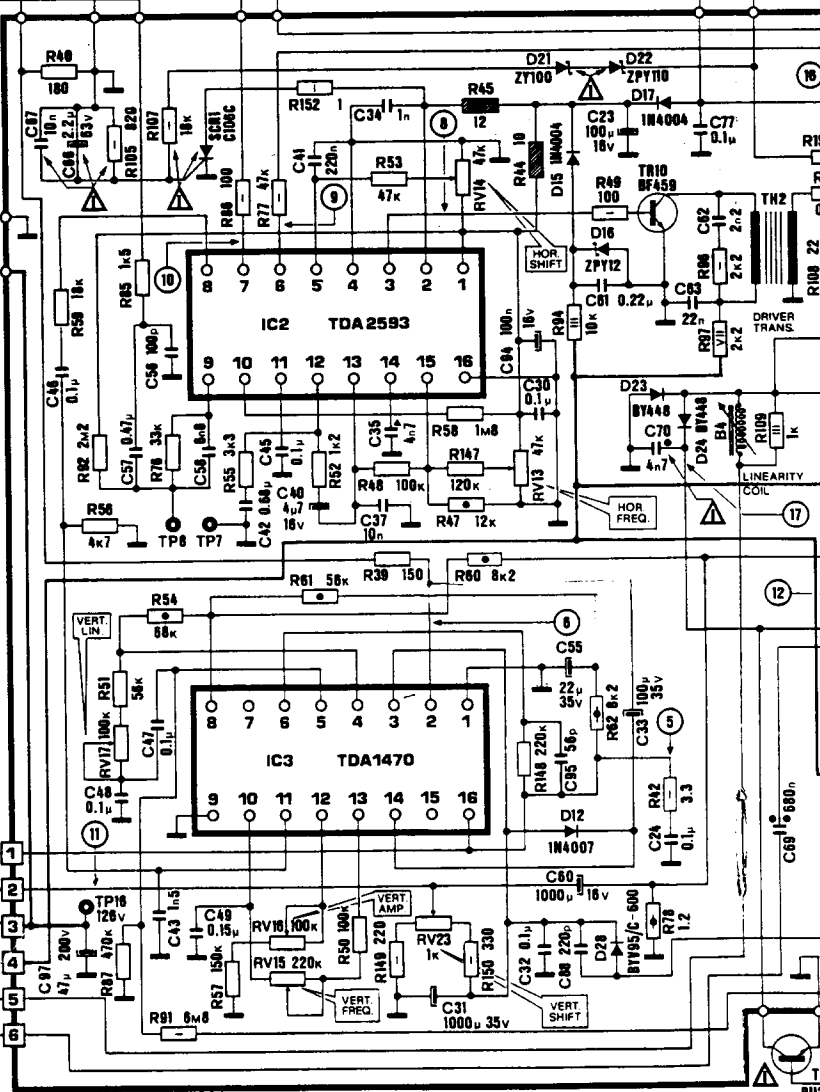 R40
180
C87
10n
C86
2.2µ
63v
R105
820
R107
18K
SCR1
C106C
R152
1
C34
1n
R45
12
D21
ZY100
D22
ZPY110
16
D17
1N4004
C23
100µ
16v
C77
0.1µ
R86
100
R77
47K
C41
220n
R53
47K
8
9
RV14
47K
R44
10
D15
1N4004
TR10
BF459
R49
100
TH2
C62
2n2
R96
2K2
HOR.
SHIFT
D16
ZPY12
C61
0.22µ
C63
22n
R108
22
DRIVER
TRANS.
R59
18K
R85
1K5
10
8
7
6
5
4
3
2
1
IC2
TDA2593
9
10
11
12
13
14
15
16
C94
100n
16v
R94
10K
R97
2K2
C46
0.1µ
C56
100p
C30
0.1µ
R58
1M8
D23
BY448
D24
BY448
B4
R109
1K
R92
2M2
C57
0.47µ
R76
33K
C58
R55
3K3
C45
0.1µ
R52
1K2
C35
4n7
R48
100K
R147
120K
RV13
47K
C70
4n7
LINEARITY
COIL
R47
12K
HOR.
FREQ.
17
R56
4K7
TP6
TP7
C42
0.68µ
C40
4µ7
16v
C37
10n
R39
150
R60
8K2
R61
56K
12
R54
68K
VERT.
LIN.
6
R51
56K
C55
22µ
35v
R62
8K2
C33
100µ
35v
5
RV17
100K
C47
0.1µ
8
7
6
5
4
3
2
1
IC3
TDA1470
9
10
11
12
13
14
15
16
R148
220K
C95
56p
R42
3.3
C48
0.1µ
D12
1N4007
C24
0.1µ
C69
680n
11
1
2
C60
1000µ
16v
TP16
126v
3
C43
1n5
C49
0.15µ
RV16
100K
VERT.
AMP.
R50
100K
R149
220
RV23
1K
R150
330
C32
0.1µ
C88
220p
D28
BYV95/C-600
R78
1.2
4
C97
47µ
200v
R87
470K
R57
150K
RV15
220K
VERT.
FREQ.
C31
1000µ
35v
VERT.
SHIFT
5
R91
6M8
6